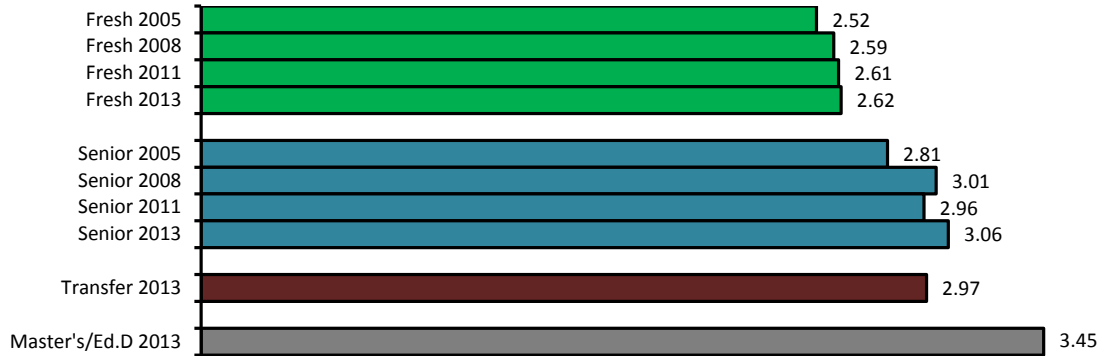 Fresh 2005 2.52
Fresh 2008 2.59
Fresh 2011 2.61
Fresh 2013 2.62
Senior 2005 2.81
Senior 2008 3.01
Senior 2011 2.96
Senior 2013 3.06
Transfer 2013 2.97
Master's/Ed.D 2013 3.45